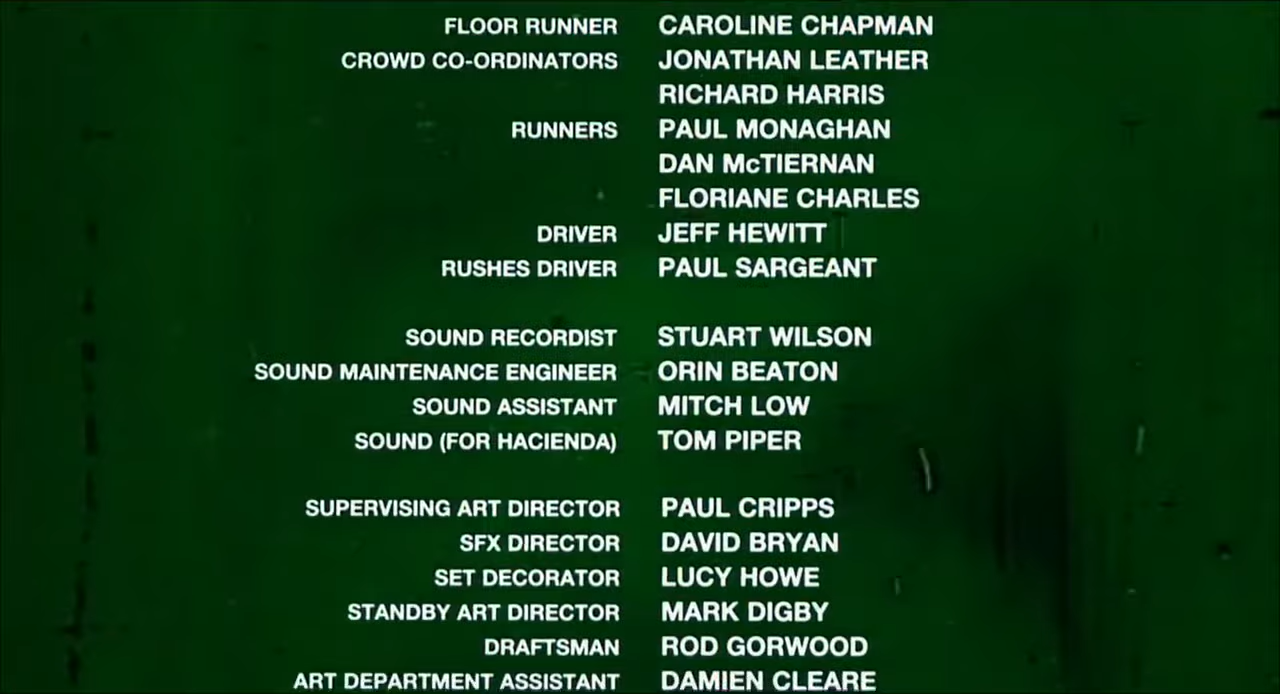 FLOOR RUNNER CAROLINE CHAPMAN
CROWD CO-ORDINATORS JONATHAN LEATHER
RICHARD HARRIS
RUNNERS PAUL MONAGHAN
DAN McTIERNAN
FLORIANE CHARLES
DRIVER JEFF HEWITT
RUSHES DRIVER PAUL SARGEANT
SOUND RECORDIST STUART WILSON
SOUND MAINTENANCE ENGINEER ORIN BEATON
SOUND ASSISTANT MITCH LOW
SOUND (FOR HACIENDA) TOM PIPER
SUPERVISING ART DIRECTOR PAUL CRIPPS
SFX DIRECTOR DAVID BRYAN
SET DECORATOR LUCY HOWE
STANDBY ART DIRECTOR MARK DIGBY
DRAFTSMAN ROD GORWOOD
ART DEPARTMENT ASSISTANT DAMIEN CLEARE